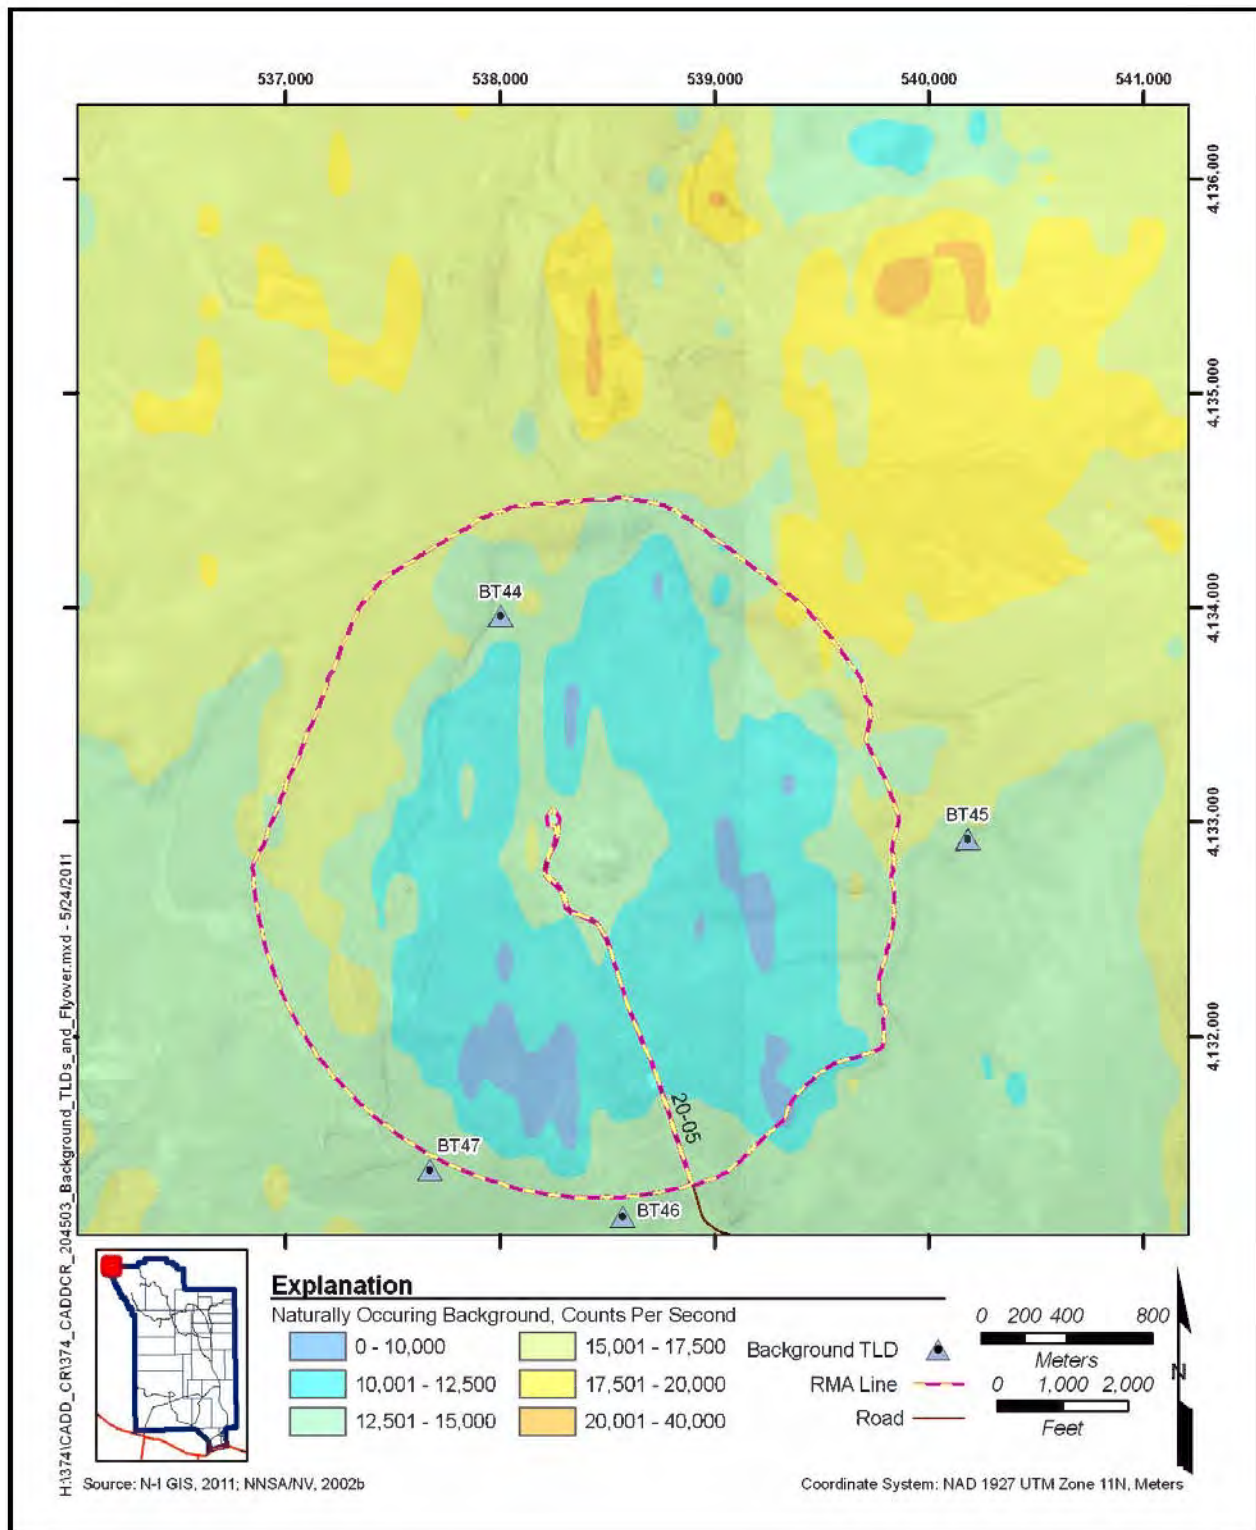 537,000 538,000 539,000 540,000 541,000
4,136,000
4,135,000
4,134,000
4,133,000
4,132,000
BT44
BT45
BT47
BT46
20-05
H:\374\CADD_CR\374_CADDCR_204503_Background_TLDs_and_Flyover.mxd - 5/24/2011
Explanation
Naturally Occuring Background, Counts Per Second
0 - 10,000
10,001 - 12,500
12,501 - 15,000
15,001 - 17,500
17,501 - 20,000
20,001 - 40,000
Background TLD
RMA Line
Road
0 200 400 800
Meters
0 1,000 2,000
Feet
N
Source: N-I GIS, 2011; NNSA/NV, 2002b
Coordinate System: NAD 1927 UTM Zone 11N, Meters